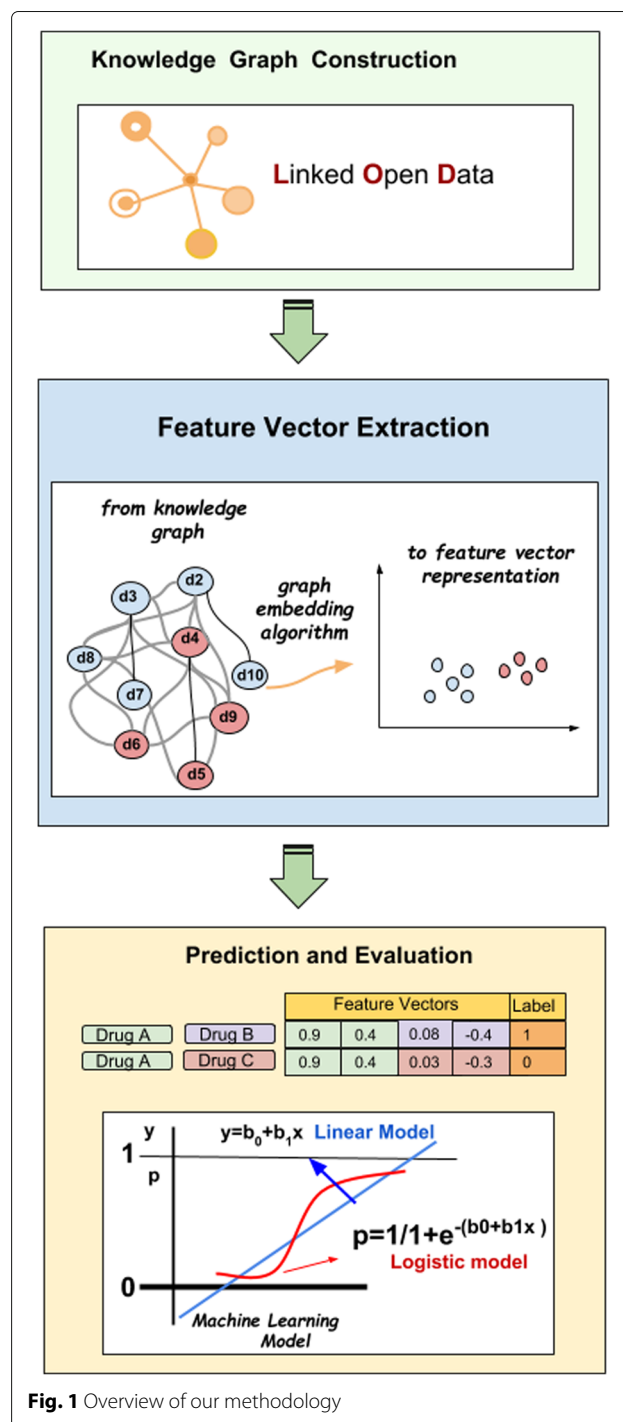 Knowledge Graph Construction
Linked Open Data
Feature Vector Extraction
from knowledge
graph
to feature vector
representation
graph
embedding
algorithm
d3
d2
d4
d8
d10
d7
d9
d6
d5
Prediction and Evaluation
Feature Vectors Label
Drug A Drug B 0.9 0.4 0.08 -0.4 1
Drug A Drug C 0.9 0.4 0.03 -0.3 0
y y=b0+b1x Linear Model
1
p
p=1/1+e-(b0+b1x )
Logistic model
0
Machine Learning
Model
Fig. 1 Overview of our methodology